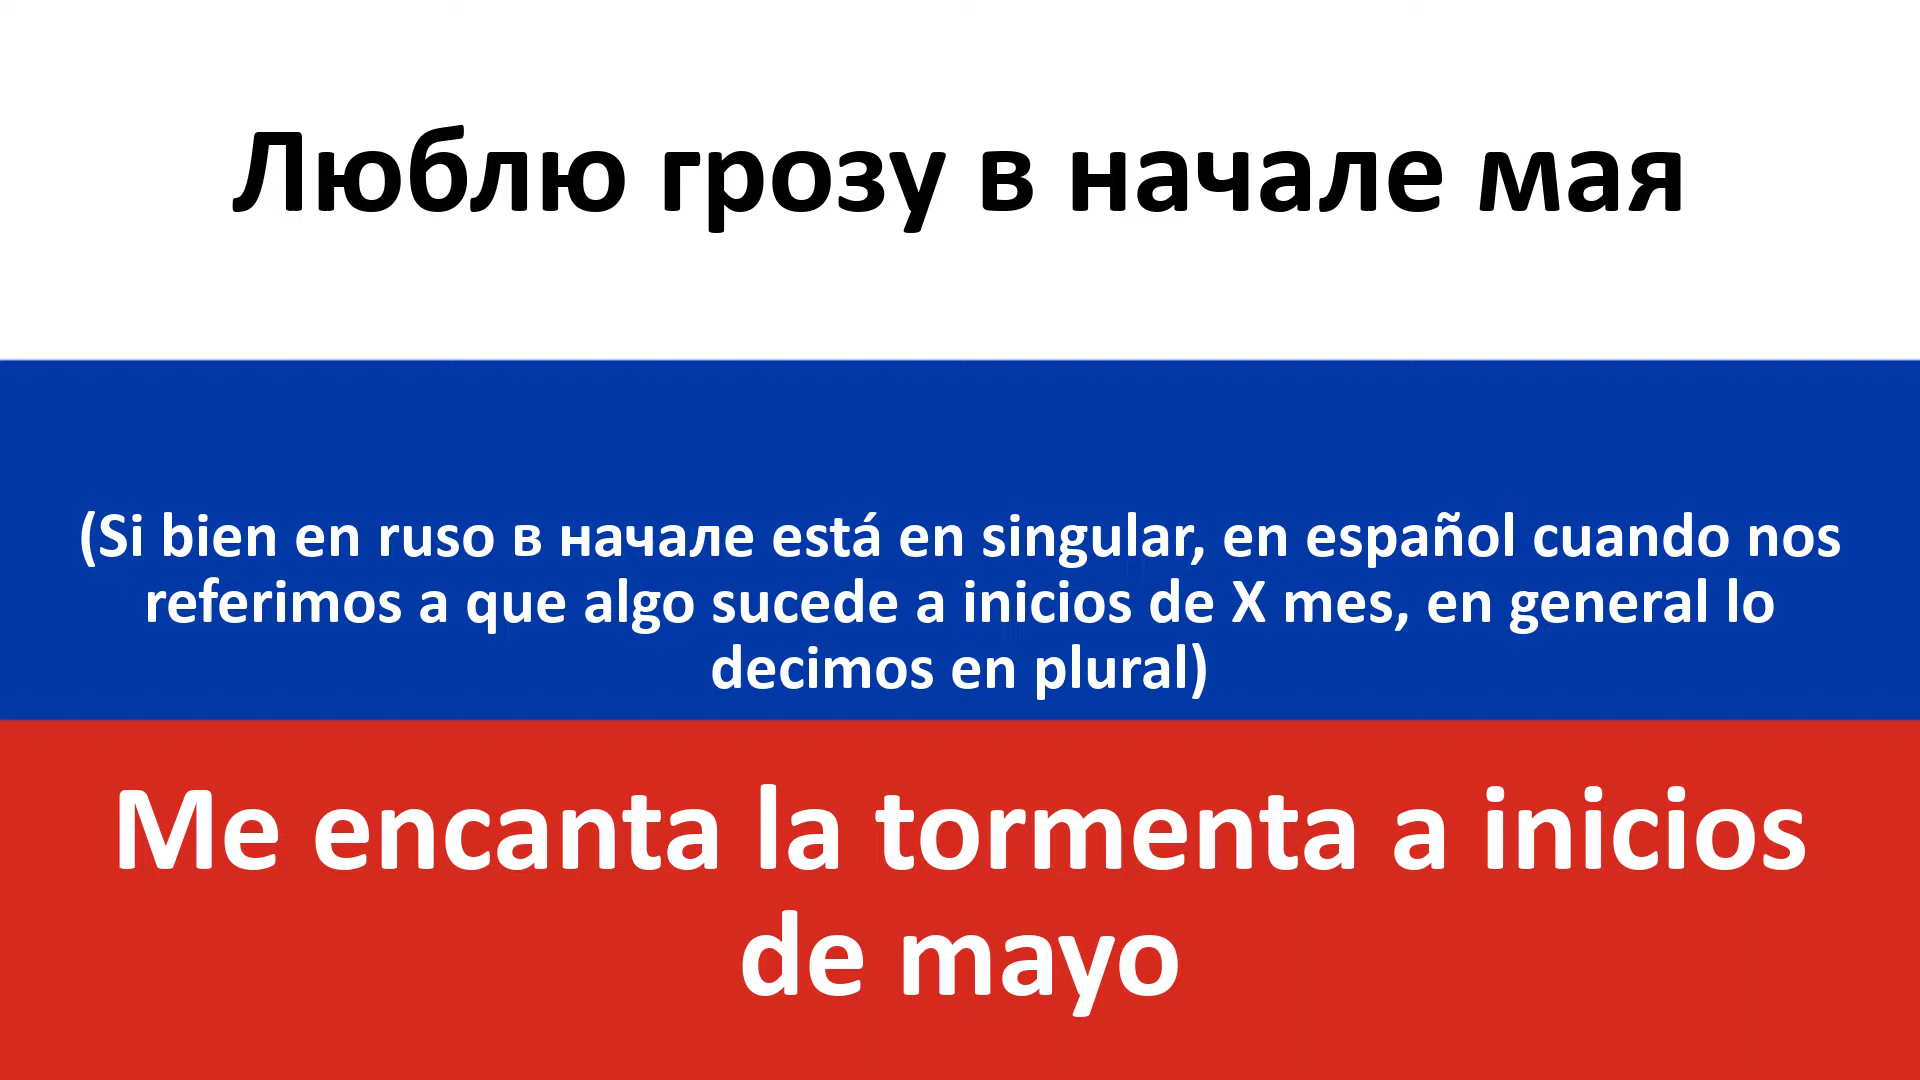 Люблю грозу в начале мая
(Si bien en ruso в начале está en singular, en español cuando nos
referimos a que algo sucede a inicios de X mes, en general lo
decimos en plural)
Me encanta la tormenta a inicios
de mayo